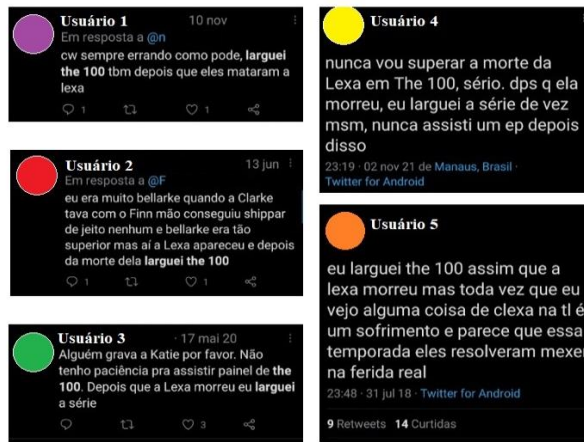 Usuário 1
10 nov
Em resposta a @n
cw sempre errando como pode, larguei
the 100 tbm depois que eles mataram a
lexa
1
1
Usuário 2
13 jun
Em resposta a @F
eu era muito bellarke quando a Clarke
tava com o Finn mão conseguiu shippar
de jeito nenhum e bellarke era tão
superior mas aí a Lexa apareceu e depois
da morte dela larguei the 100
1
1
Usuário 3
· 17 mai 20
Alguém grava a Katie por favor. Não
tenho paciência pra assistir painel de the
100. Depois que a Lexa morreu eu larguei
a série
3
Usuário 4
nunca vou superar a morte da
Lexa em The 100, sério. dps q ela
morreu, eu larguei a série de vez
msm, nunca assisti um ep depois
disso
23:19 · 02 nov 21 de Manaus, Brasil ·
Twitter for Android
Usuário 5
eu larguei the 100 assim que a
lexa morreu mas toda vez que eu
vejo alguma coisa de clexa na tl é
um sofrimento e parece que essa
temporada eles resolveram mexer
na ferida real
23:48 · 31 jul 18 · Twitter for Android
9 Retweets 14 Curtidas